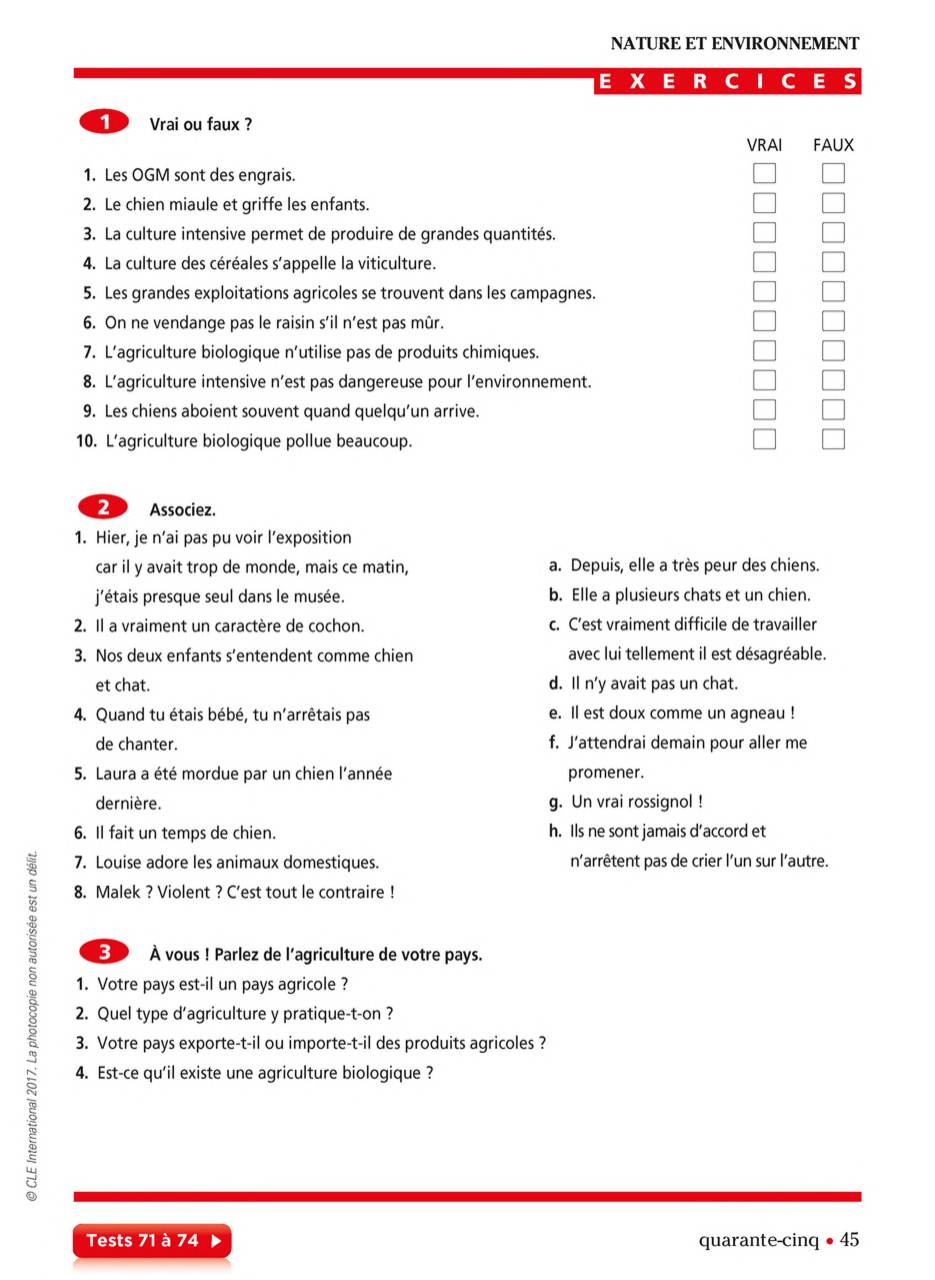 NATURE ET ENVIRONNEMENT
EXERCICES
1 Vrai ou faux ?
VRAI FAUX
1. Les OGM sont des engrais.
2. Le chien miaule et griffe les enfants.
3. La culture intensive permet de produire de grandes quantités.
4. La culture des céréales s’appelle la viticulture.
5. Les grandes exploitations agricoles se trouvent dans les campagnes.
6. On ne vendange pas le raisin s’il n’est pas mûr.
7. L’agriculture biologique n’utilise pas de produits chimiques.
8. L’agriculture intensive n’est pas dangereuse pour l’environnement.
9. Les chiens aboient souvent quand quelqu’un arrive.
10. L’agriculture biologique pollue beaucoup.
2 Associez.
1. Hier, je n’ai pas pu voir l’exposition
car il y avait trop de monde, mais ce matin,
j’étais presque seul dans le musée.
2. Il a vraiment un caractère de cochon.
3. Nos deux enfants s’entendent comme chien
et chat.
4. Quand tu étais bébé, tu n’arrêtais pas
de chanter.
5. Laura a été mordue par un chien l’année
dernière.
6. Il fait un temps de chien.
7. Louise adore les animaux domestiques.
8. Malek ? Violent ? C’est tout le contraire !
a. Depuis, elle a très peur des chiens.
b. Elle a plusieurs chats et un chien.
c. C’est vraiment difficile de travailler
avec lui tellement il est désagréable.
d. Il n’y avait pas un chat.
e. Il est doux comme un agneau !
f. J’attendrai demain pour aller me
promener.
g. Un vrai rossignol !
h. Ils ne sont jamais d’accord et
n’arrêtent pas de crier l’un sur l’autre.
3 À vous ! Parlez de l’agriculture de votre pays.
1. Votre pays est-il un pays agricole ?
2. Quel type d’agriculture y pratique-t-on ?
3. Votre pays exporte-t-il ou importe-t-il des produits agricoles ?
4. Est-ce qu’il existe une agriculture biologique ?
© CLE International 2017. La photocopie non autorisée est un délit.
Tests 71 à 74
quarante-cinq • 45